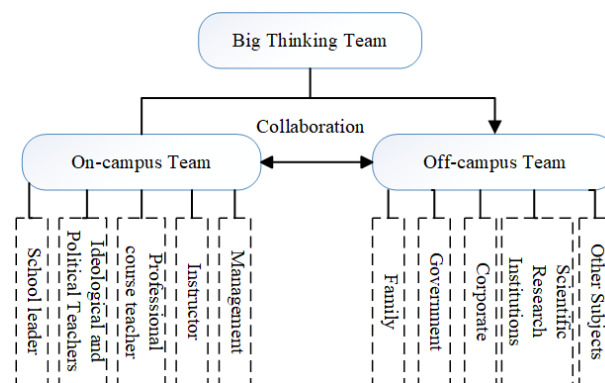 Big Thinking Team
Collaboration
On-campus Team
Off-campus Team
School leader
Ideological and
Political Teachers
Professional
course teacher
Instructor
Management
Family
Government
Corporate
Scientific
Research
Institutions
Other Subjects